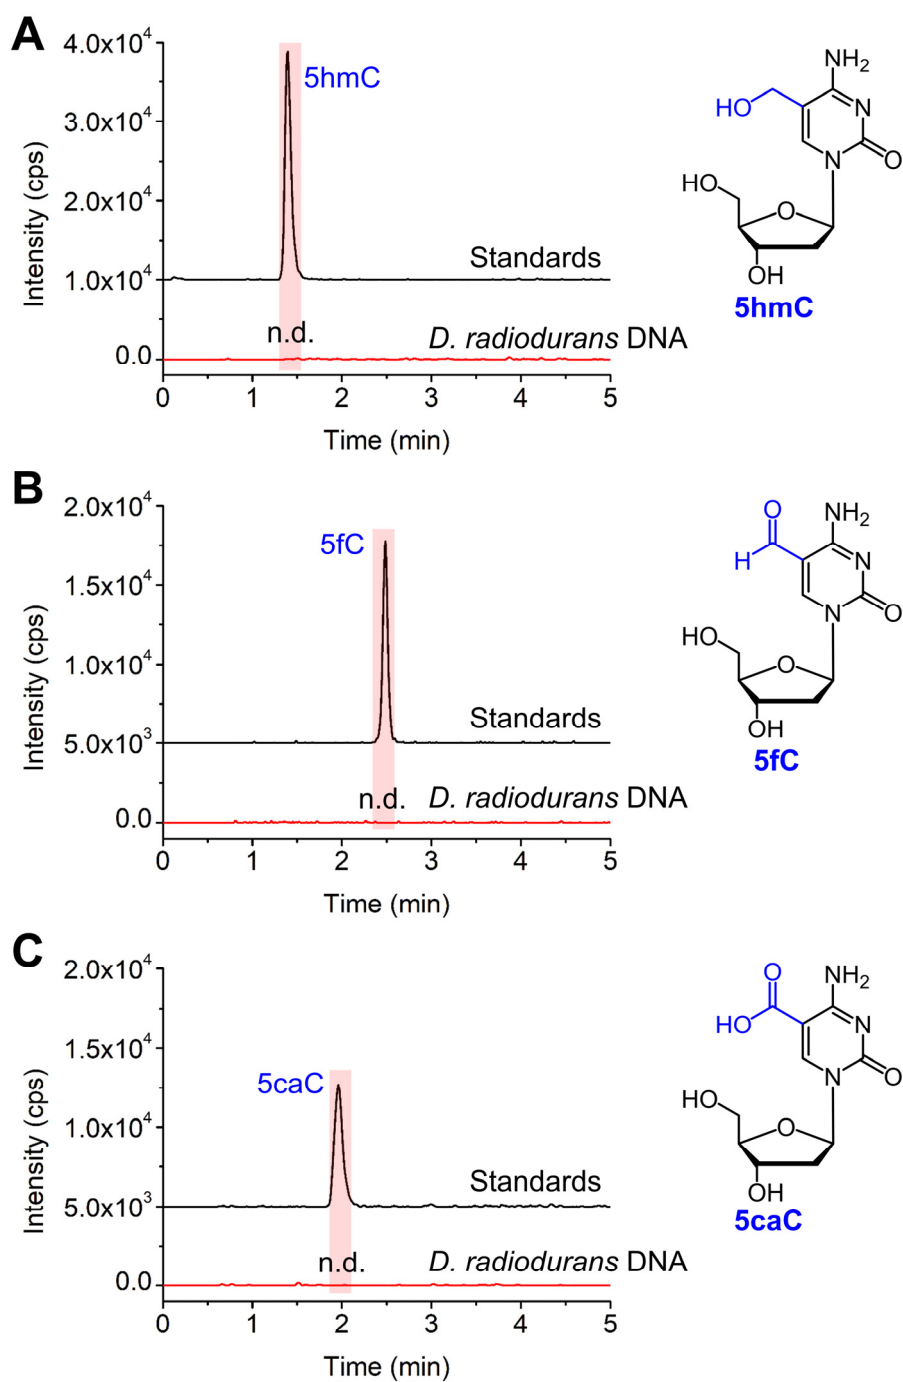 A
4.0x10⁴
3.0x10⁴
2.0x10⁴
1.0x10⁴
0.0
Intensity (cps)
5hmC
Standards
n.d.
D. radiodurans DNA
0 1 2 3 4 5
Time (min)
NH₂
HO
N
N
O
HO
O
OH
5hmC
B
2.0x10⁴
1.5x10⁴
1.0x10⁴
5.0x10³
0.0
Intensity (cps)
5fC
Standards
n.d.
D. radiodurans DNA
0 1 2 3 4 5
Time (min)
O
NH₂
H
N
N
O
HO
O
OH
5fC
C
2.0x10⁴
1.5x10⁴
1.0x10⁴
5.0x10³
0.0
Intensity (cps)
5caC
Standards
n.d.
D. radiodurans DNA
0 1 2 3 4 5
Time (min)
O
NH₂
HO
N
N
O
HO
O
OH
5caC